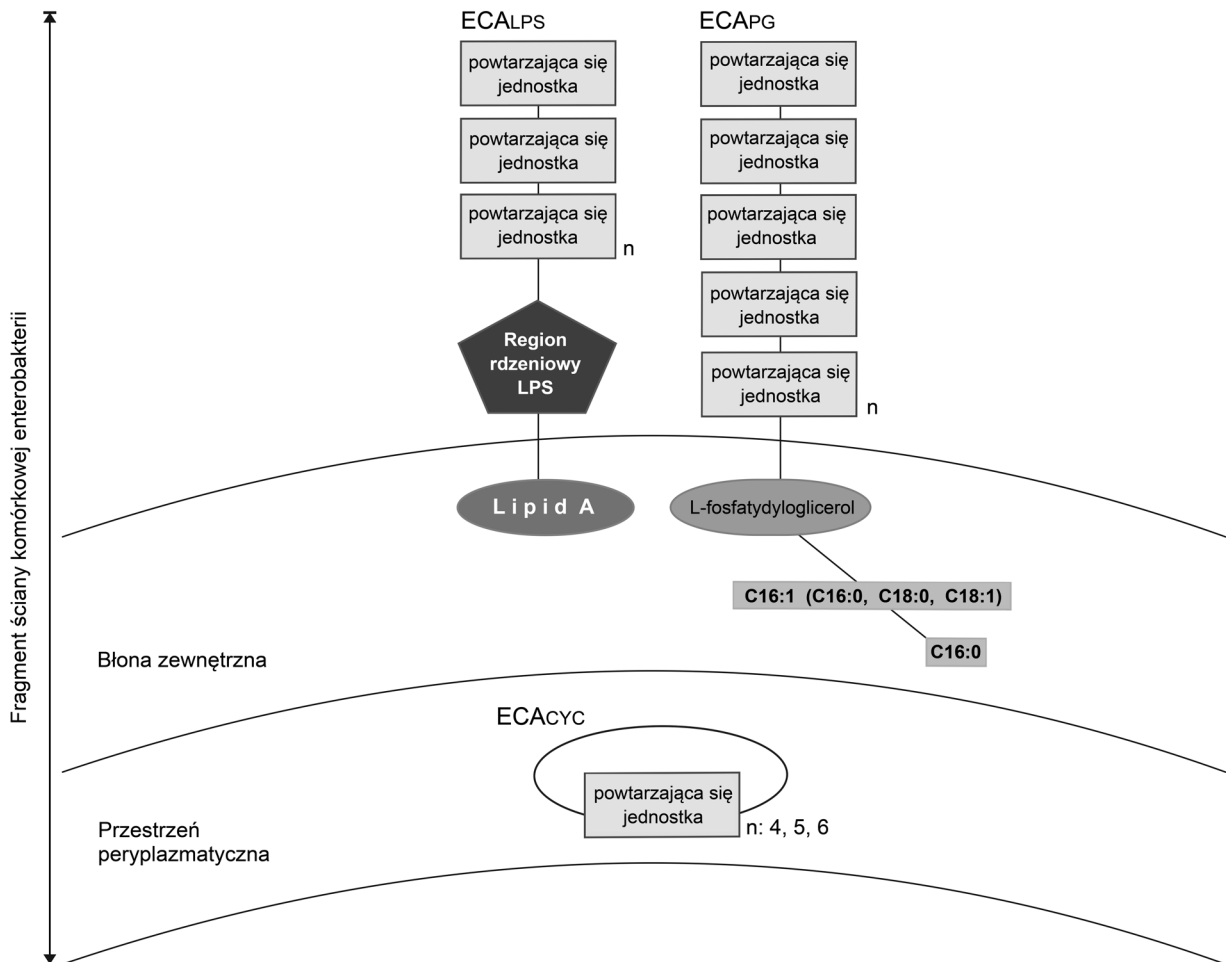 ECALPS
powtarzająca się
jednostka
powtarzająca się
jednostka
powtarzająca się
jednostka
n
Region
rdzeniowy
LPS
Lipid A
ECAPG
powtarzająca się
jednostka
powtarzająca się
jednostka
powtarzająca się
jednostka
powtarzająca się
jednostka
powtarzająca się
jednostka
n
L-fosfatydyloglicerol
C16:1 (C16:0, C18:0, C18:1)
C16:0
Fragment ściany komórkowej enterobakterii
Błona zewnętrzna
ECACYC
powtarzająca się
jednostka
n: 4, 5, 6
Przestrzeń
peryplazmatyczna